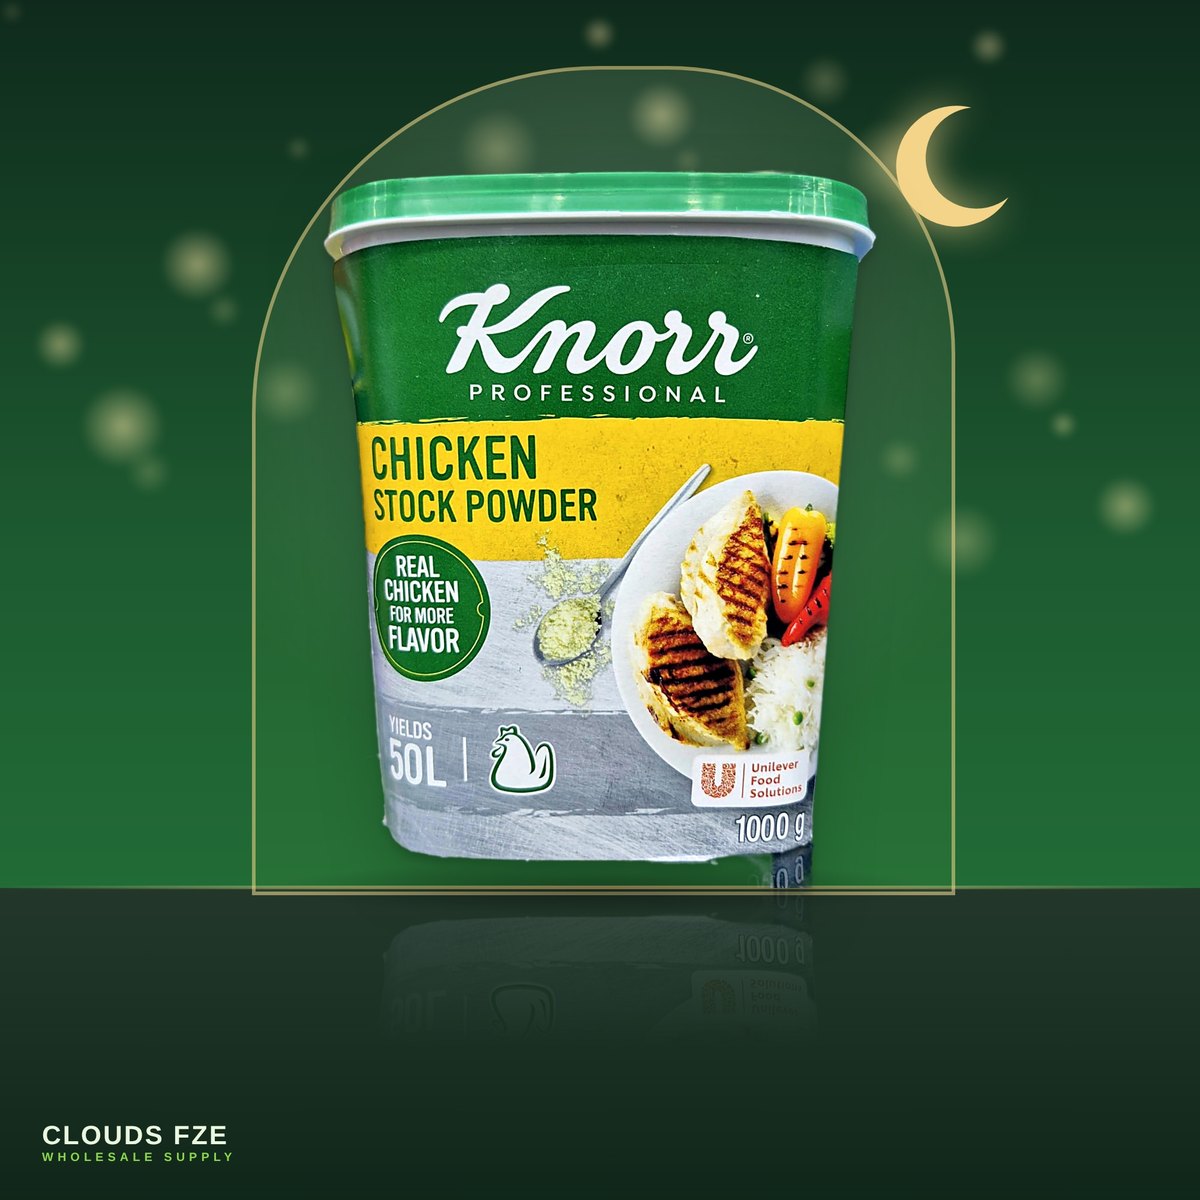 Knorr®
PROFESSIONAL
CHICKEN
STOCK POWDER
REAL
CHICKEN
FOR MORE
FLAVOR
YIELDS
50L
Unilever
Food
Solutions
1000 g
CLOUDS FZE
WHOLESALE SUPPLY